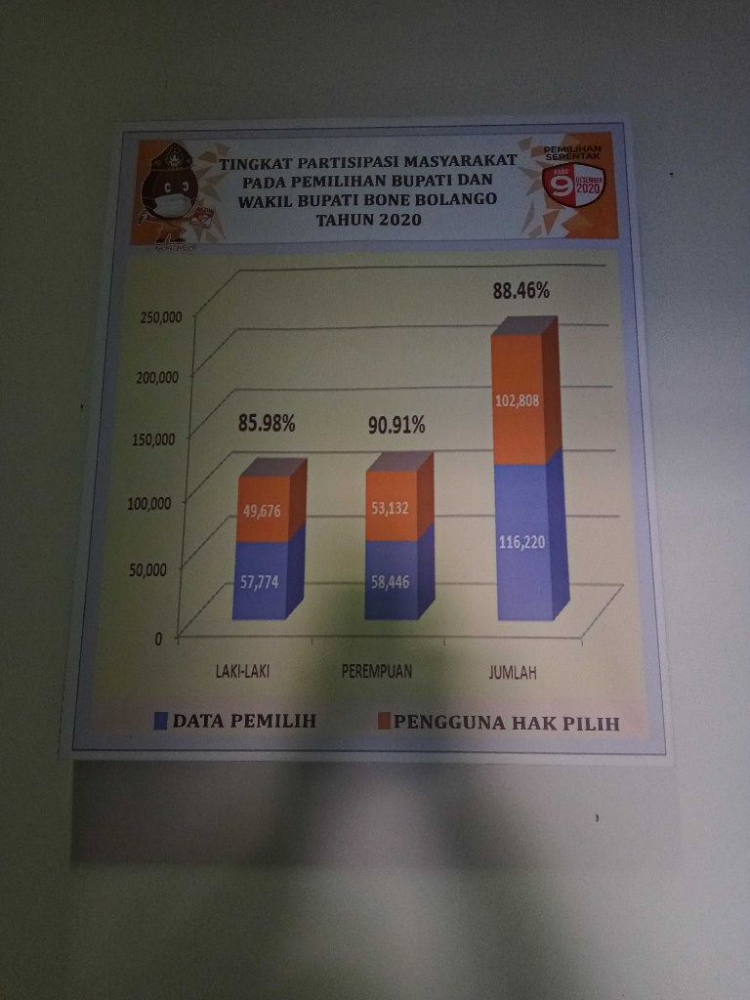 TINGKAT PARTISIPASI MASYARAKAT
PADA PEMILIHAN BUPATI DAN
WAKIL BUPATI BONE BOLANGO
TAHUN 2020
PEMILIHAN
SERENTAK
RABU
9
DESEMBER
2020
88.46%
250,000
200,000
102,808
85.98%
90.91%
150,000
100,000
49,676
53,132
116,220
50,000
57,774
58,446
0
LAKI-LAKI
PEREMPUAN
JUMLAH
DATA PEMILIH
PENGGUNA HAK PILIH